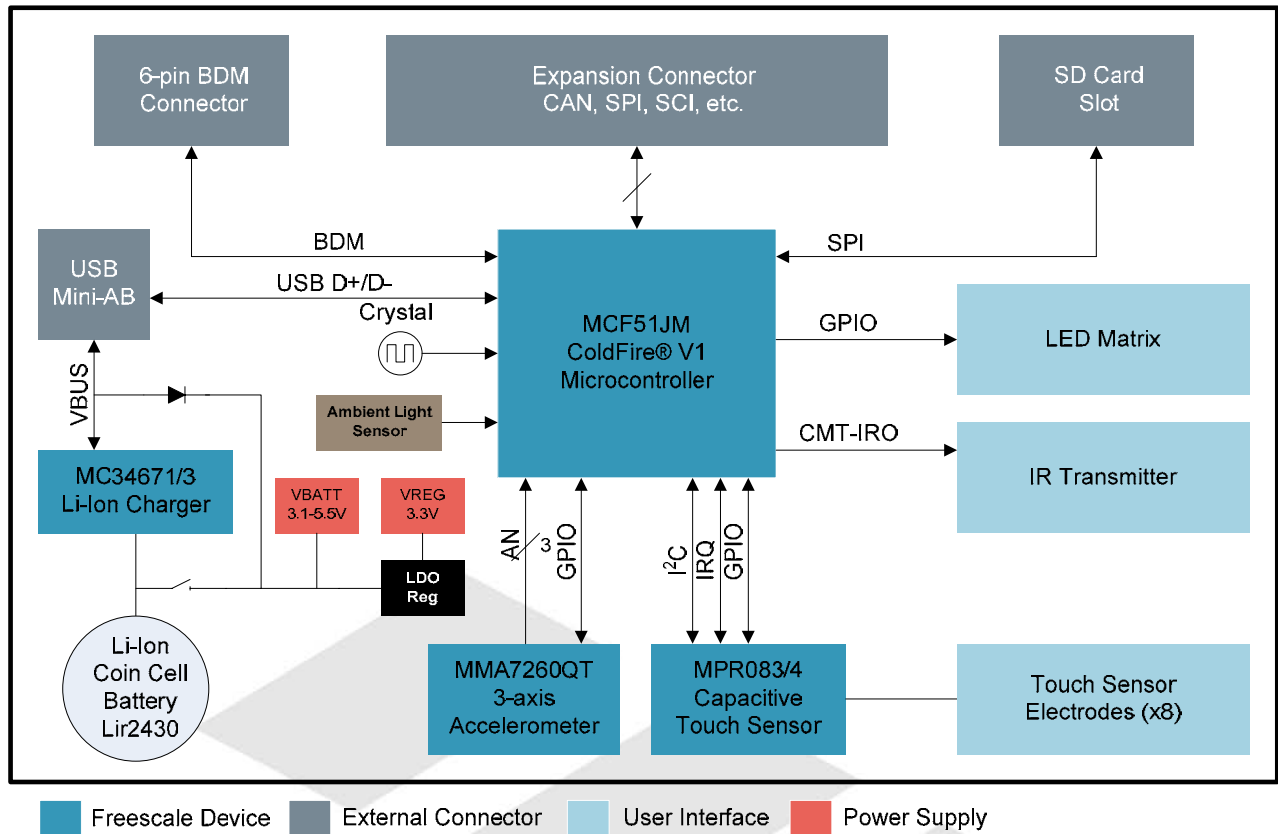 6-pin BDM
Connector
Expansion Connector
CAN, SPI, SCI, etc.
SD Card
Slot
BDM
SPI
USB
Mini-AB
USB D+/D-
Crystal
MCF51JM
ColdFire® V1
Microcontroller
GPIO
LED Matrix
VBUS
Ambient Light
Sensor
CMT-IRO
IR Transmitter
MC34671/3
Li-Ion Charger
VBATT
3.1-5.5V
VREG
3.3V
AN
3
GPIO
I²C
IRQ
GPIO
LDO
Reg
Li-Ion
Coin Cell
Battery
Lir2430
MMA7260QT
3-axis
Accelerometer
MPR083/4
Capacitive
Touch Sensor
Touch Sensor
Electrodes (x8)
Freescale Device
External Connector
User Interface
Power Supply